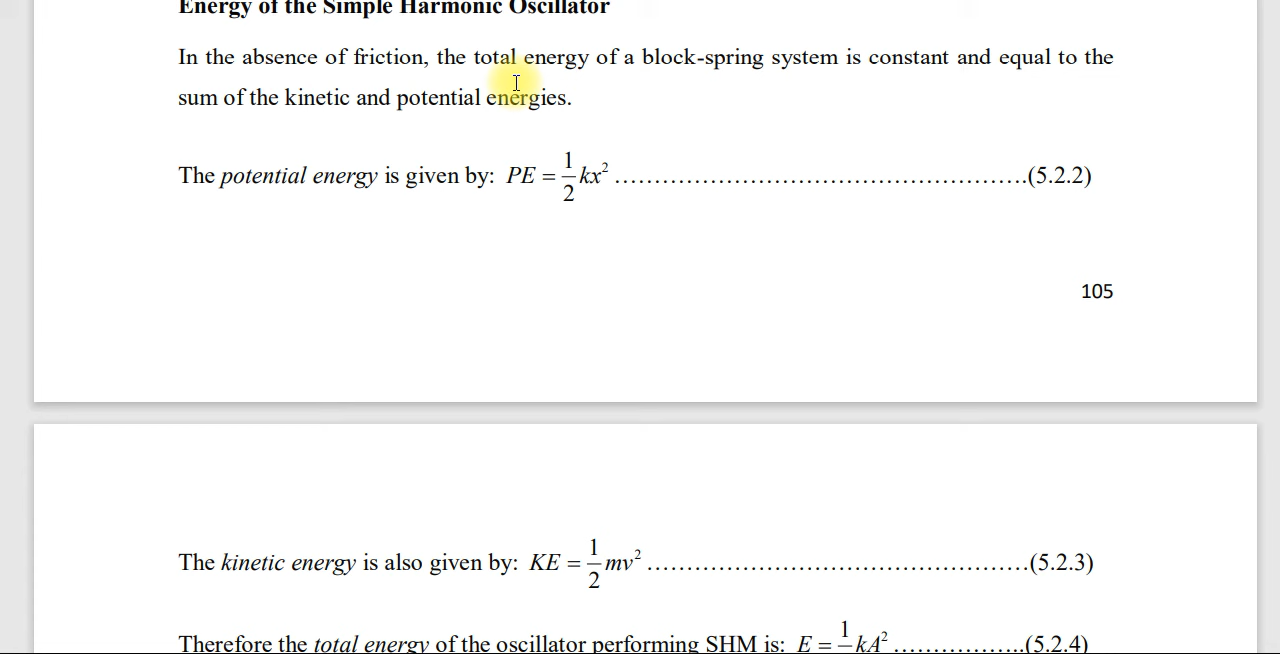 Energy of the Simple Harmonic Oscillator
In the absence of friction, the total energy of a block-spring system is constant and equal to the
sum of the kinetic and potential energies.
The potential energy is given by: PE = 1/2 kx² ……………………………………………(5.2.2)
105
The kinetic energy is also given by: KE = 1/2 mv² …………………………………………(5.2.3)
Therefore the total energy of the oscillator performing SHM is: E = 1/2 kA² ……………..(5.2.4)